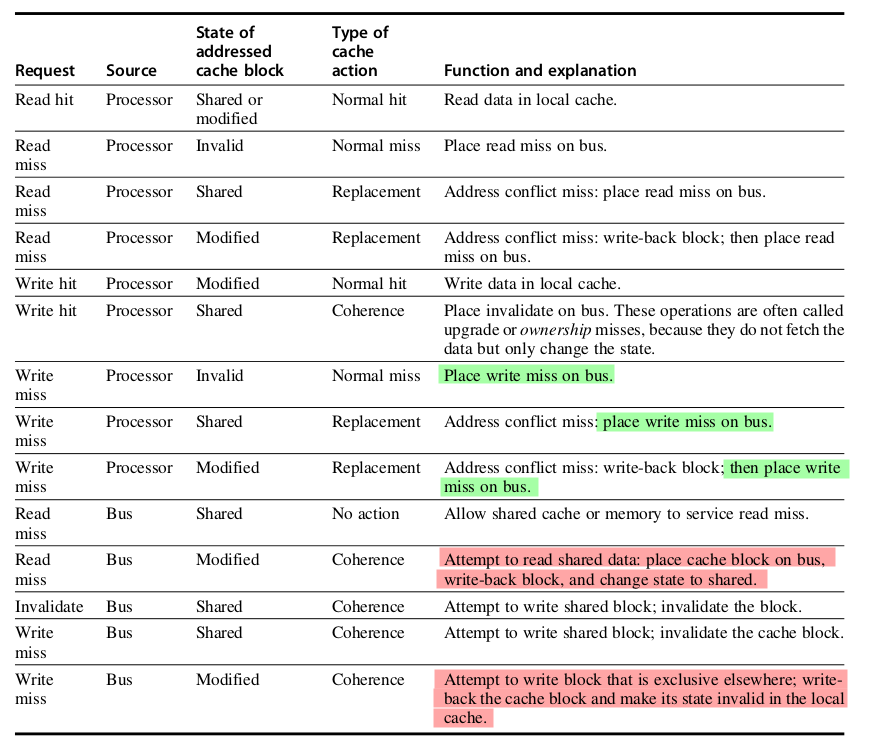 State of
addressed
cache block
Type of
cache
action
Request Source Function and explanation
Read hit Processor Shared or
modified Normal hit Read data in local cache.
Read
miss Processor Invalid Normal miss Place read miss on bus.
Read
miss Processor Shared Replacement Address conflict miss: place read miss on bus.
Read
miss Processor Modified Replacement Address conflict miss: write-back block; then place read
miss on bus.
Write hit Processor Modified Normal hit Write data in local cache.
Write hit Processor Shared Coherence Place invalidate on bus. These operations are often called
upgrade or ownership misses, because they do not fetch the
data but only change the state.
Write
miss Processor Invalid Normal miss Place write miss on bus.
Write
miss Processor Shared Replacement Address conflict miss: place write miss on bus.
Write
miss Processor Modified Replacement Address conflict miss: write-back block; then place write
miss on bus.
Read
miss Bus Shared No action Allow shared cache or memory to service read miss.
Read
miss Bus Modified Coherence Attempt to read shared data: place cache block on bus,
write-back block, and change state to shared.
Invalidate Bus Shared Coherence Attempt to write shared block; invalidate the block.
Write
miss Bus Shared Coherence Attempt to write shared block; invalidate the cache block.
Write
miss Bus Modified Coherence Attempt to write block that is exclusive elsewhere; write-
back the cache block and make its state invalid in the local
cache.